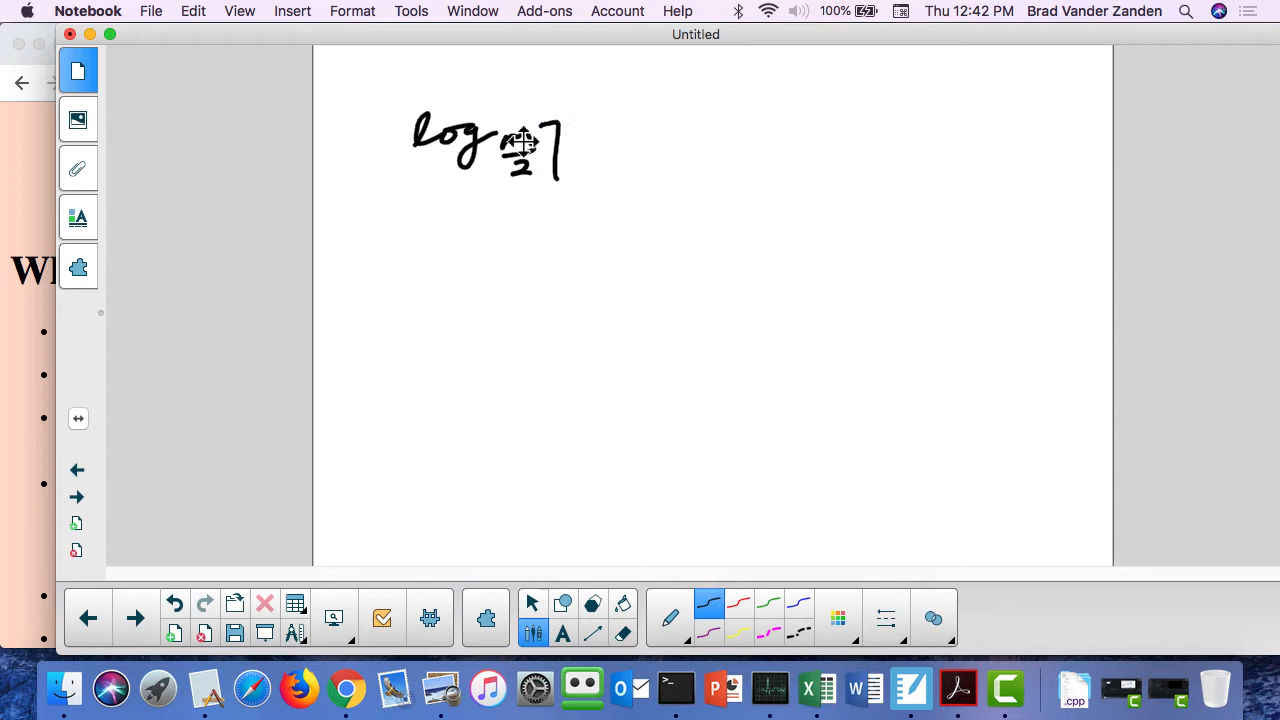 Notebook File Edit View Insert Format Tools Window Add-ons Account Help 100% Thu 12:42 PM Brad Vander Zanden
Untitled
log
2
W
A
A
>_
O
P
X
W
C
.cpp
C
C